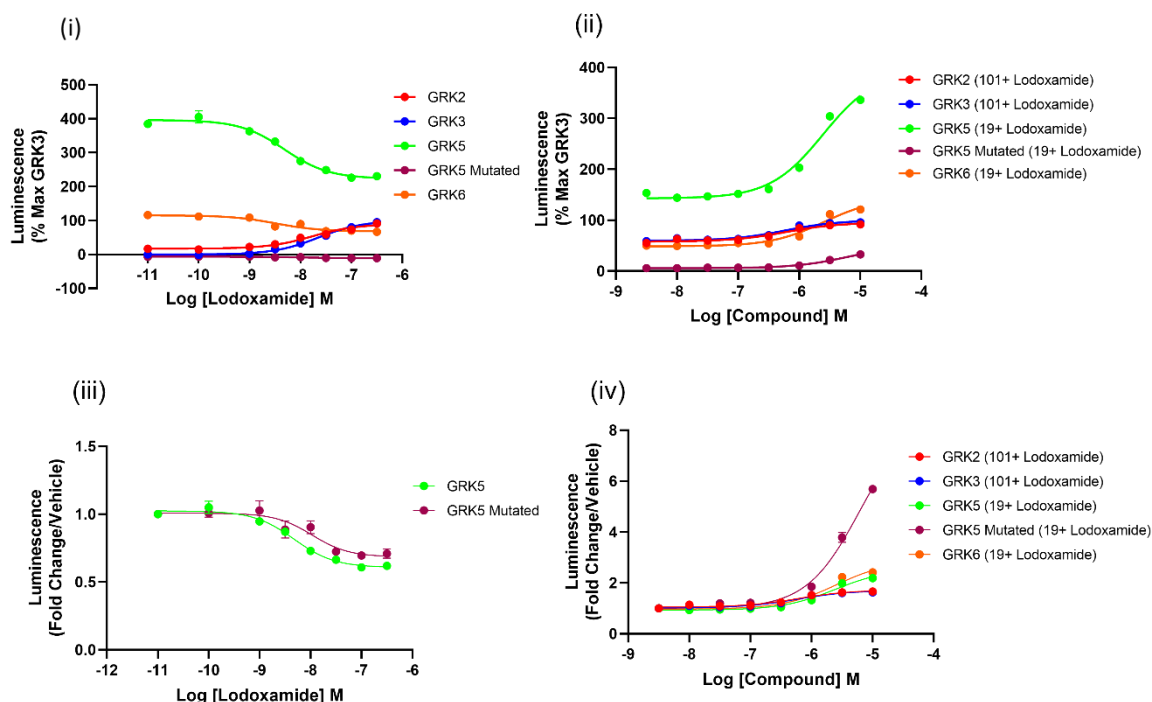 (i)
Luminescence
(% Max GRK3)
500
400
300
200
100
0
-100
-11
-10
-9
-8
-7
-6
Log [Lodoxamide] M
GRK2
GRK3
GRK5
GRK5 Mutated
GRK6
(ii)
Luminescence
(% Max GRK3)
400
300
200
100
0
-9
-8
-7
-6
-5
-4
Log [Compound] M
GRK2 (101+ Lodoxamide)
GRK3 (101+ Lodoxamide)
GRK5 (19+ Lodoxamide)
GRK5 Mutated (19+ Lodoxamide)
GRK6 (19+ Lodoxamide)
(iii)
Luminescence
(Fold Change/Vehicle)
1.5
1.0
0.5
0.0
-12
-11
-10
-9
-8
-7
-6
Log [Lodoxamide] M
GRK5
GRK5 Mutated
(iv)
Luminescence
(Fold Change/Vehicle)
8
6
4
2
0
-9
-8
-7
-6
-5
-4
Log [Compound] M
GRK2 (101+ Lodoxamide)
GRK3 (101+ Lodoxamide)
GRK5 (19+ Lodoxamide)
GRK5 Mutated (19+ Lodoxamide)
GRK6 (19+ Lodoxamide)